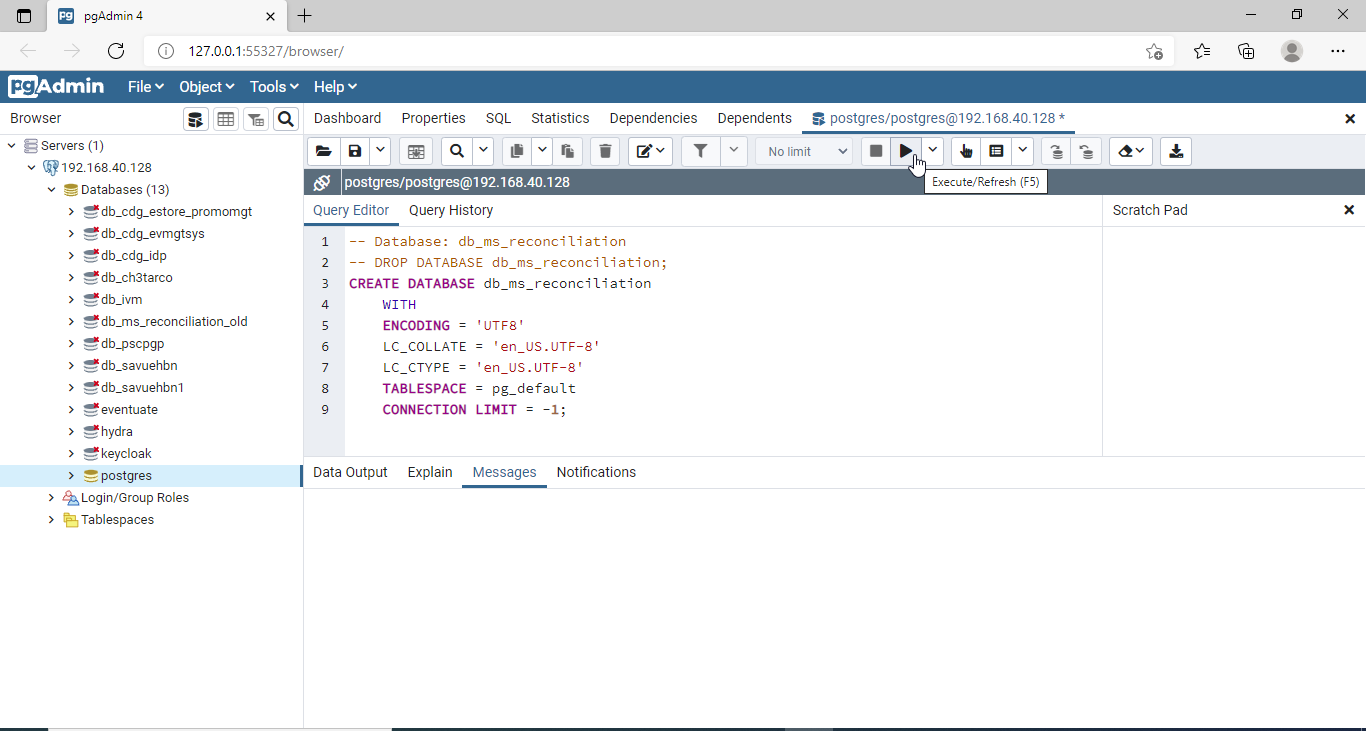 pgAdmin 4
127.0.0.1:55327/browser/
pgAdmin File Object Tools Help
Browser
Dashboard Properties SQL Statistics Dependencies Dependents postgres/postgres@192.168.40.128 *
No limit
Execute/Refresh (F5)
postgres/postgres@192.168.40.128
Query Editor Query History
Scratch Pad
Servers (1)
192.168.40.128
Databases (13)
db_cdg_estore_promomgt
db_cdg_evmgtsys
db_cdg_idp
db_ch3tarco
db_ivm
db_ms_reconciliation_old
db_pscpgp
db_savuehbn
db_savuehbn1
eventuate
hydra
keycloak
postgres
Login/Group Roles
Tablespaces
1 -- Database: db_ms_reconciliation
2 -- DROP DATABASE db_ms_reconciliation;
3 CREATE DATABASE db_ms_reconciliation
4 WITH
5 ENCODING = 'UTF8'
6 LC_COLLATE = 'en_US.UTF-8'
7 LC_CTYPE = 'en_US.UTF-8'
8 TABLESPACE = pg_default
9 CONNECTION LIMIT = -1;
Data Output Explain Messages Notifications